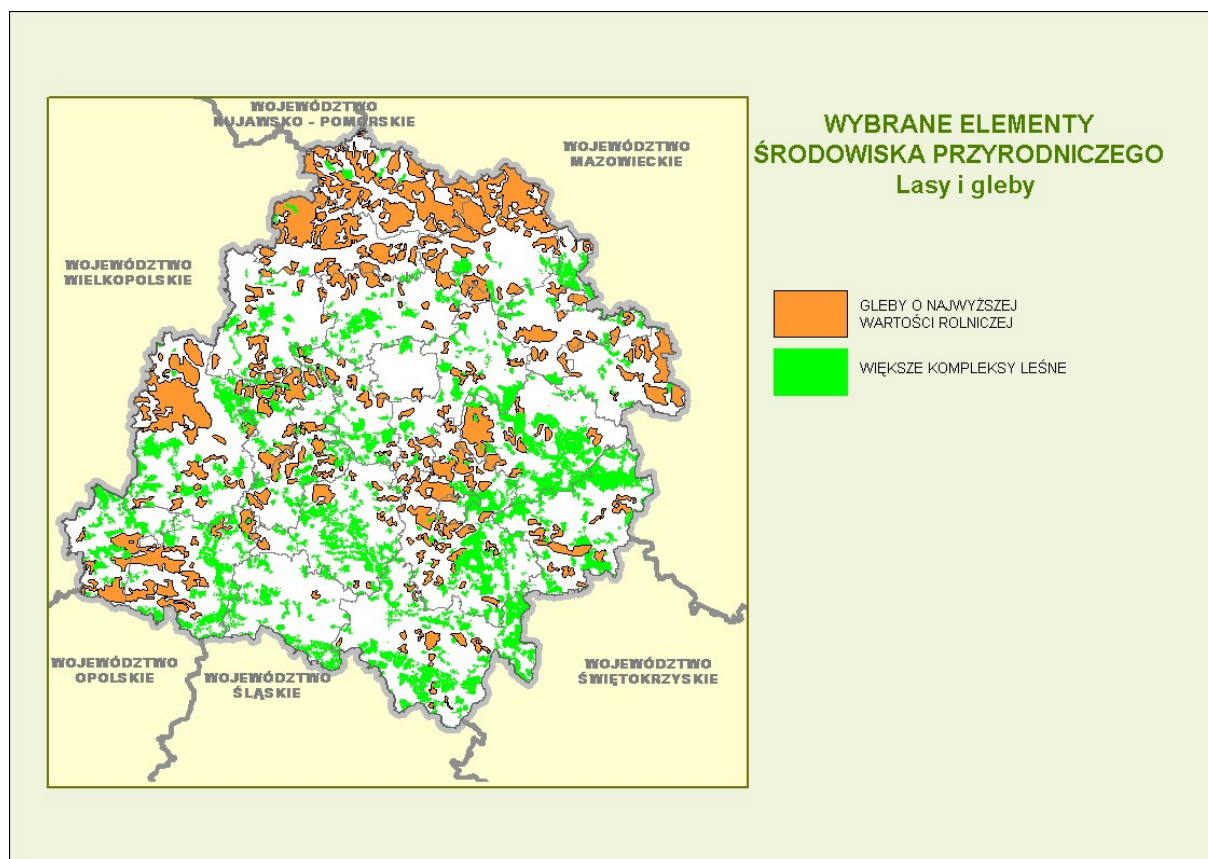 WOJEWÓDZTWO
KUJAWSKO - POMORSKIE
WOJEWÓDZTWO
MAZOWIECKIE
WOJEWÓDZTWO
WIELKOPOLSKIE
WOJEWÓDZTWO
OPOLSKIE
WOJEWÓDZTWO
ŚLĄSKIE
WOJEWÓDZTWO
ŚWIĘTOKRZYSKIE
WYBRANE ELEMENTY
ŚRODOWISKA PRZYRODNICZEGO
Lasy i gleby
GLEBY O NAJWYŻSZEJ
WARTOŚCI ROLNICZEJ
WIĘKSZE KOMPLEKSY LEŚNE